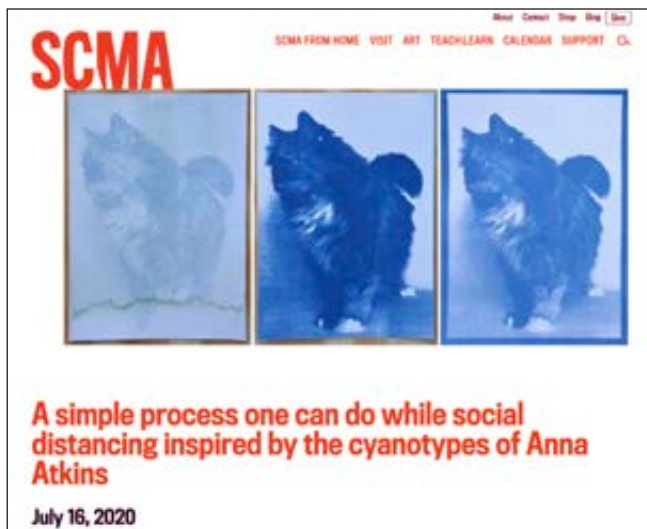 About Contact Shop Blog Give
SCMA
SCMA FROM HOME VISIT ART TEACH/LEARN CALENDAR SUPPORT
A simple process one can do while social
distancing inspired by the cyanotypes of Anna
Atkins
July 16, 2020